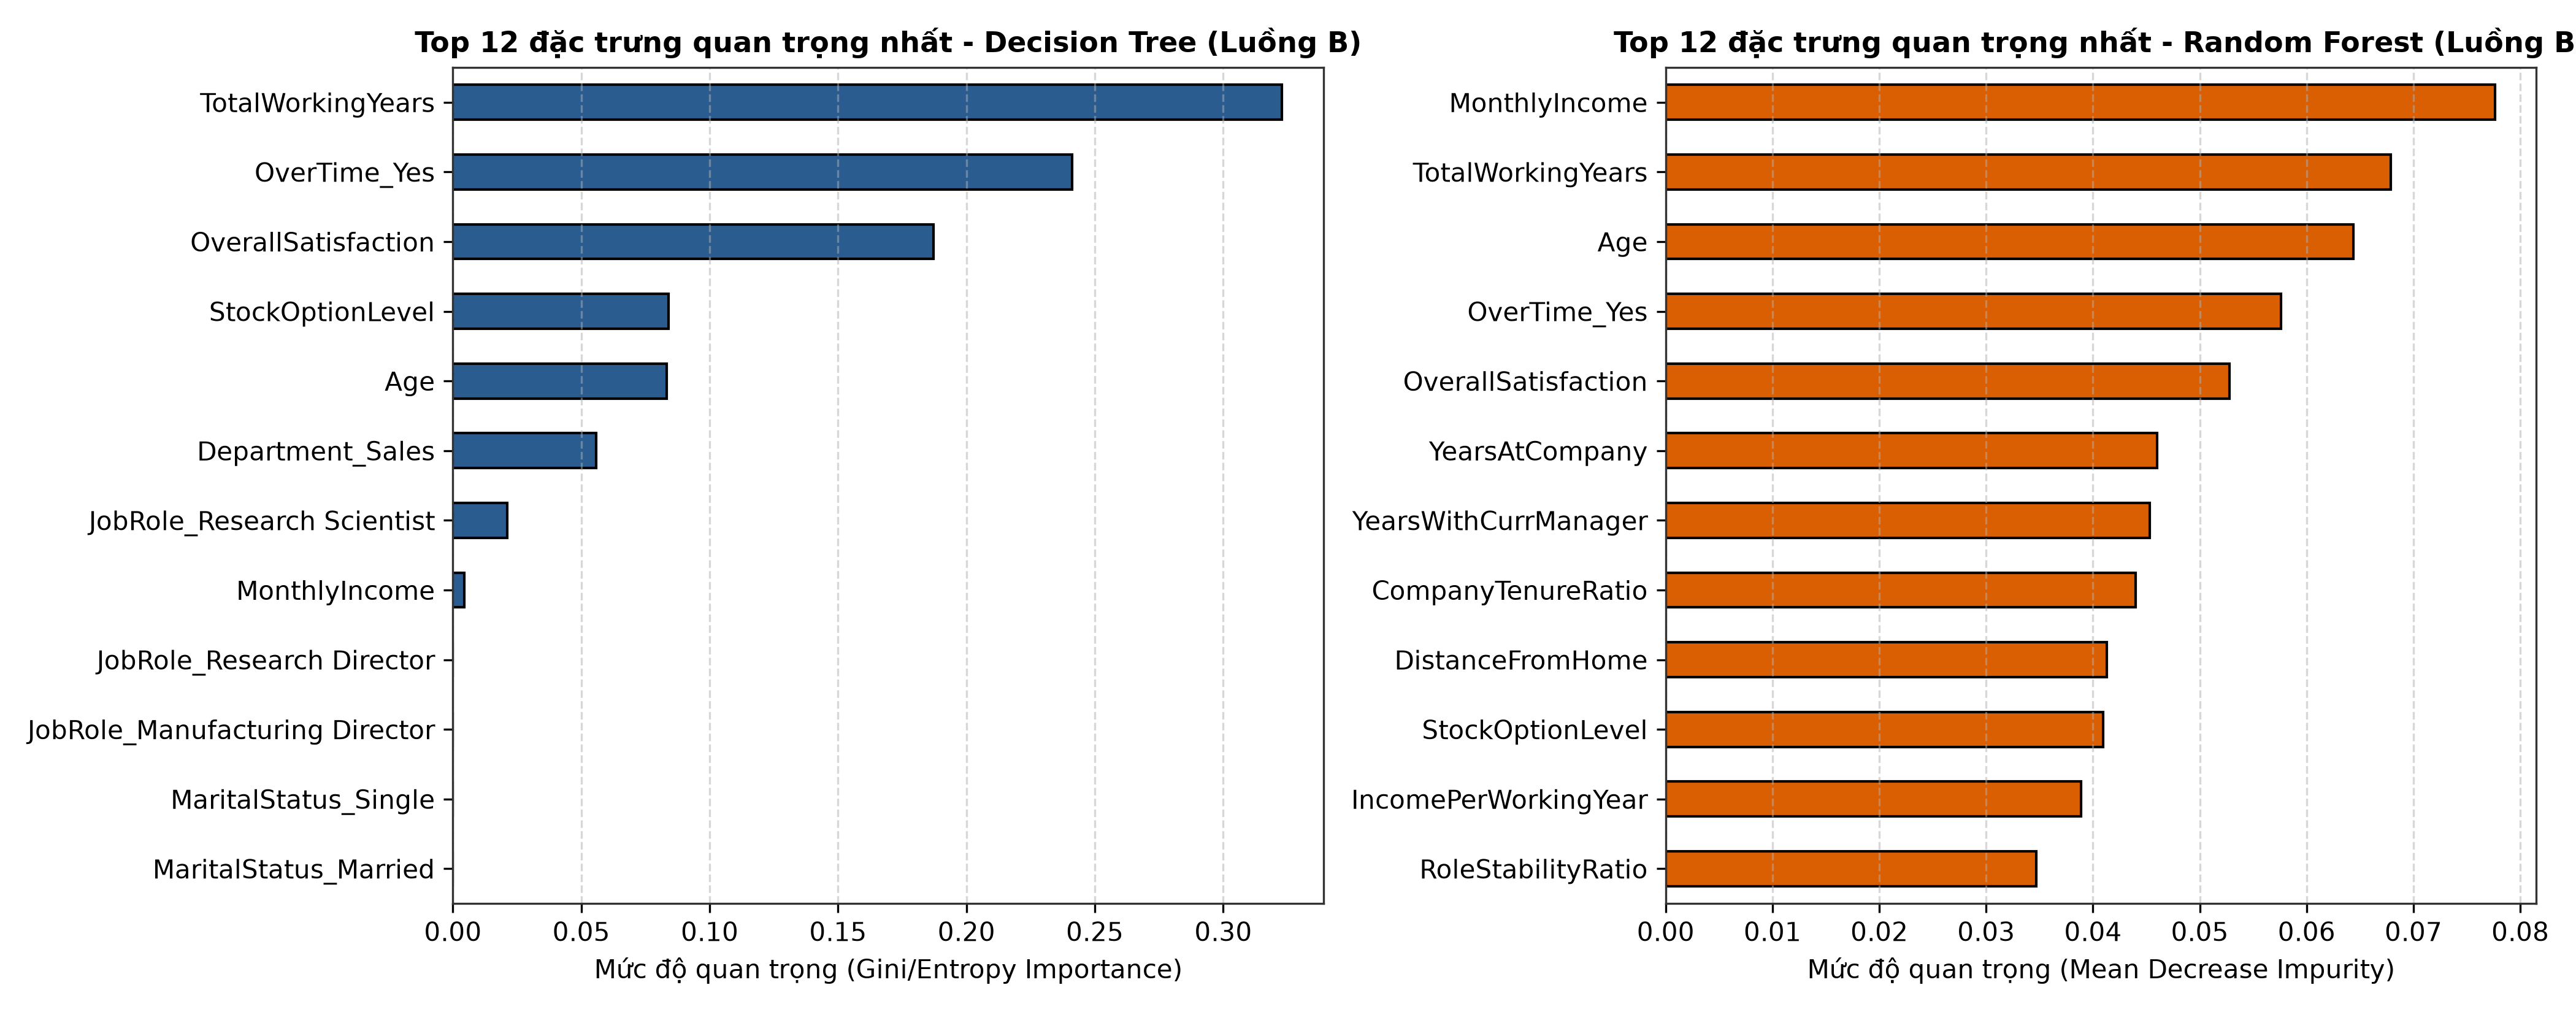 Top 12 đặc trưng quan trọng nhất - Decision Tree (Luồng B)
TotalWorkingYears
OverTime_Yes
OverallSatisfaction
StockOptionLevel
Age
Department_Sales
JobRole_Research Scientist
MonthlyIncome
JobRole_Research Director
JobRole_Manufacturing Director
MaritalStatus_Single
MaritalStatus_Married
0.00 0.05 0.10 0.15 0.20 0.25 0.30
Mức độ quan trọng (Gini/Entropy Importance)
Top 12 đặc trưng quan trọng nhất - Random Forest (Luồng B
MonthlyIncome
TotalWorkingYears
Age
OverTime_Yes
OverallSatisfaction
YearsAtCompany
YearsWithCurrManager
CompanyTenureRatio
DistanceFromHome
StockOptionLevel
IncomePerWorkingYear
RoleStabilityRatio
0.00 0.01 0.02 0.03 0.04 0.05 0.06 0.07 0.08
Mức độ quan trọng (Mean Decrease Impurity)